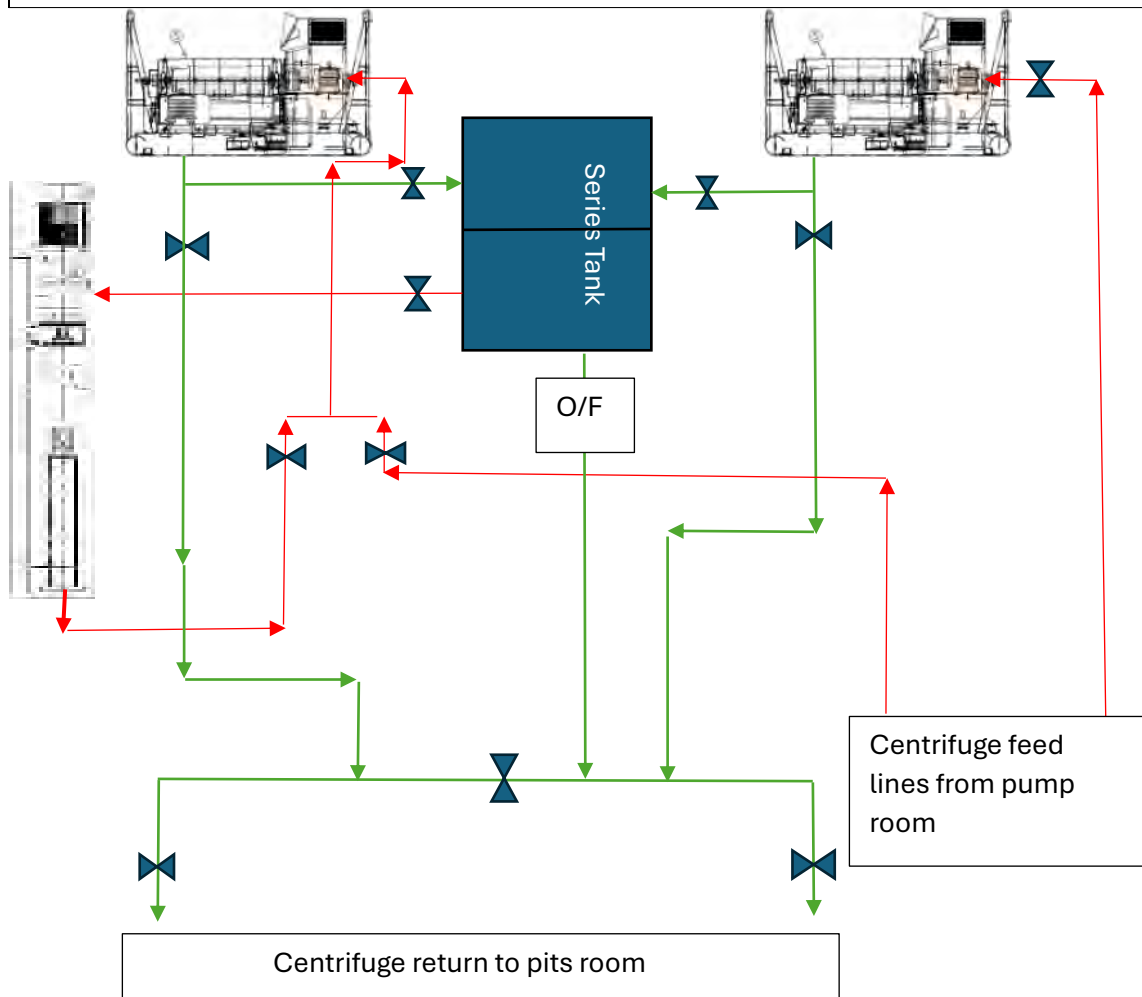 Series Tank
O/F
Centrifuge feed
lines from pump
room
Centrifuge return to pits room